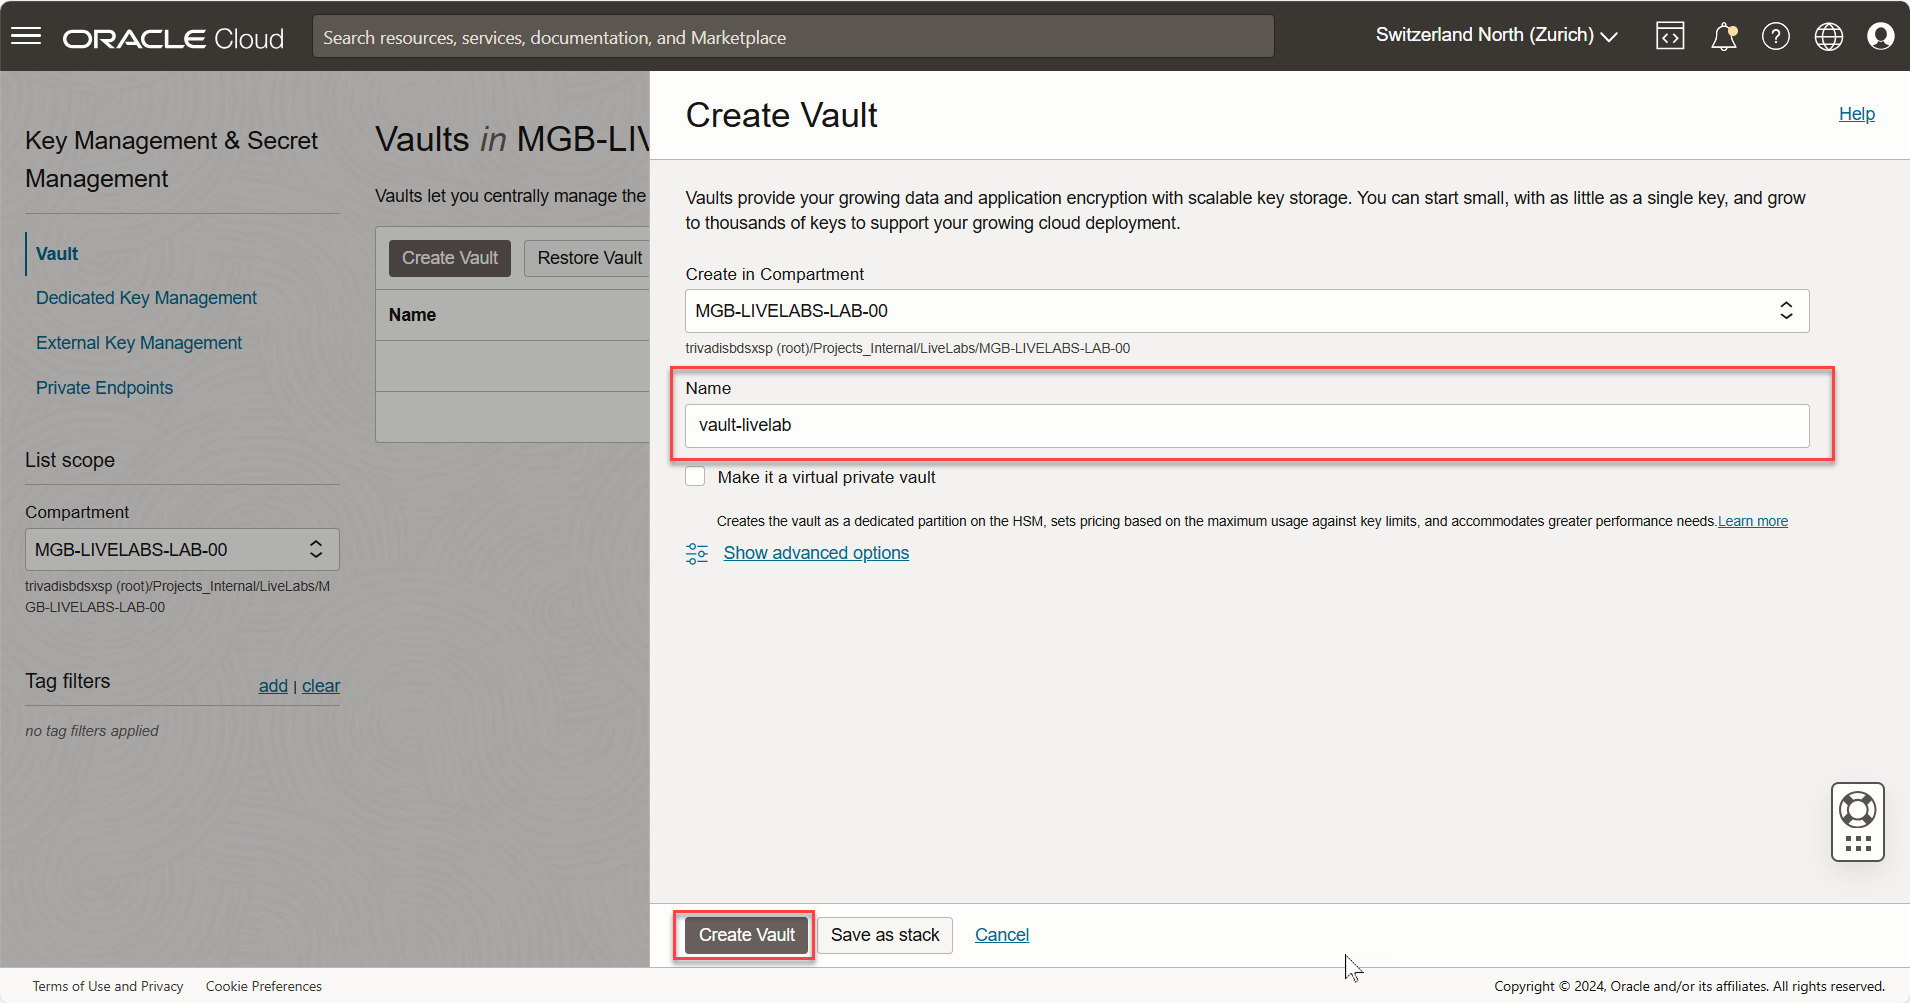 ORACLE Cloud
Search resources, services, documentation, and Marketplace
Switzerland North (Zurich)
Key Management & Secret
Management
Vault
Dedicated Key Management
External Key Management
Private Endpoints
List scope
Compartment
MGB-LIVELABS-LAB-00
trivadisbdsxsp (root)/Projects_Internal/LiveLabs/M
GB-LIVELABS-LAB-00
Tag filters
add | clear
no tag filters applied
Vaults in MGB-LIV
Vaults let you centrally manage the
Create Vault
Restore Vault
Name
Create Vault
Help
Vaults provide your growing data and application encryption with scalable key storage. You can start small, with as little as a single key, and grow
to thousands of keys to support your growing cloud deployment.
Create in Compartment
MGB-LIVELABS-LAB-00
trivadisbdsxsp (root)/Projects_Internal/LiveLabs/MGB-LIVELABS-LAB-00
Name
vault-livelab
Make it a virtual private vault
Creates the vault as a dedicated partition on the HSM, sets pricing based on the maximum usage against key limits, and accommodates greater performance needs.Learn more
Show advanced options
Create Vault
Save as stack
Cancel
Terms of Use and Privacy
Cookie Preferences
Copyright © 2024, Oracle and/or its affiliates. All rights reserved.